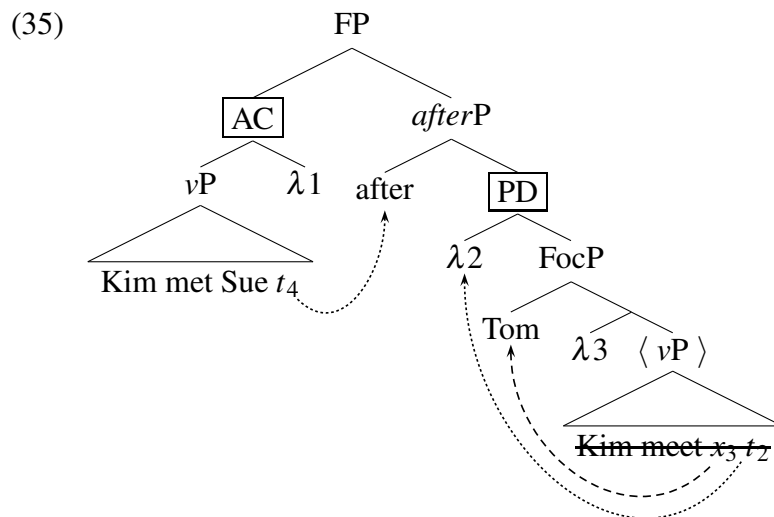 (35)
FP
AC afterP
vP λ1 after PD
Kim met Sue t4 λ2 FocP
Tom λ3 ⟨ vP ⟩
Kim meet x3 t2